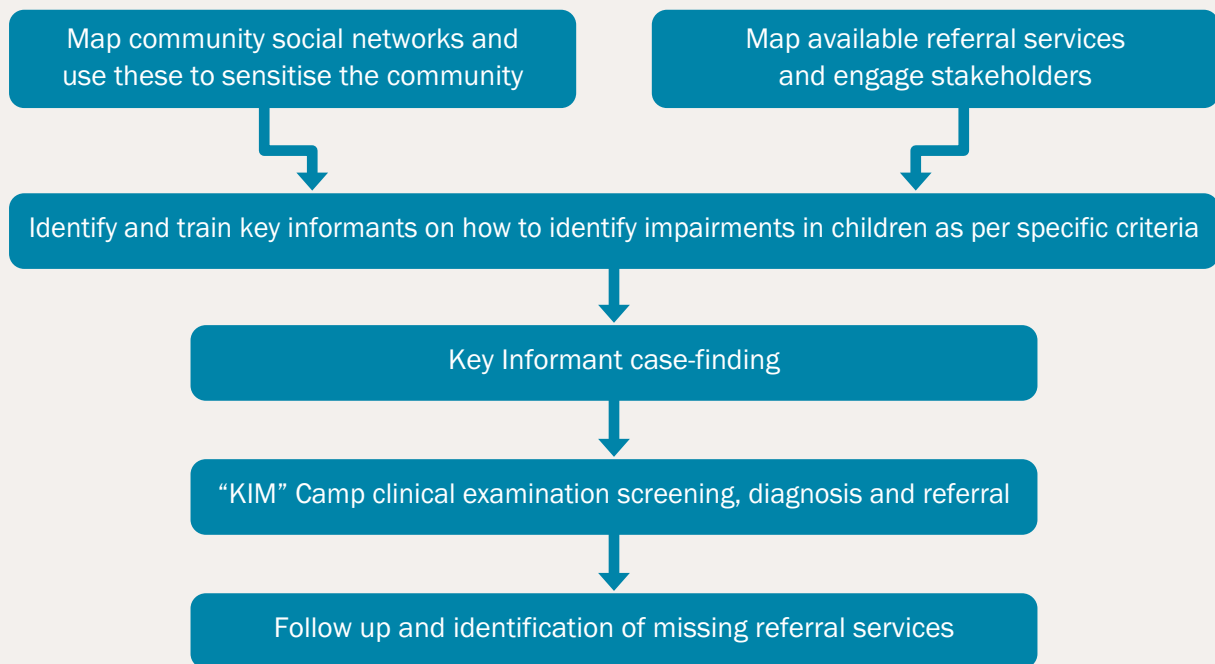 Map community social networks and
use these to sensitise the community
Map available referral services
and engage stakeholders
Identify and train key informants on how to identify impairments in children as per specific criteria
Key Informant case-finding
“KIM” Camp clinical examination screening, diagnosis and referral
Follow up and identification of missing referral services